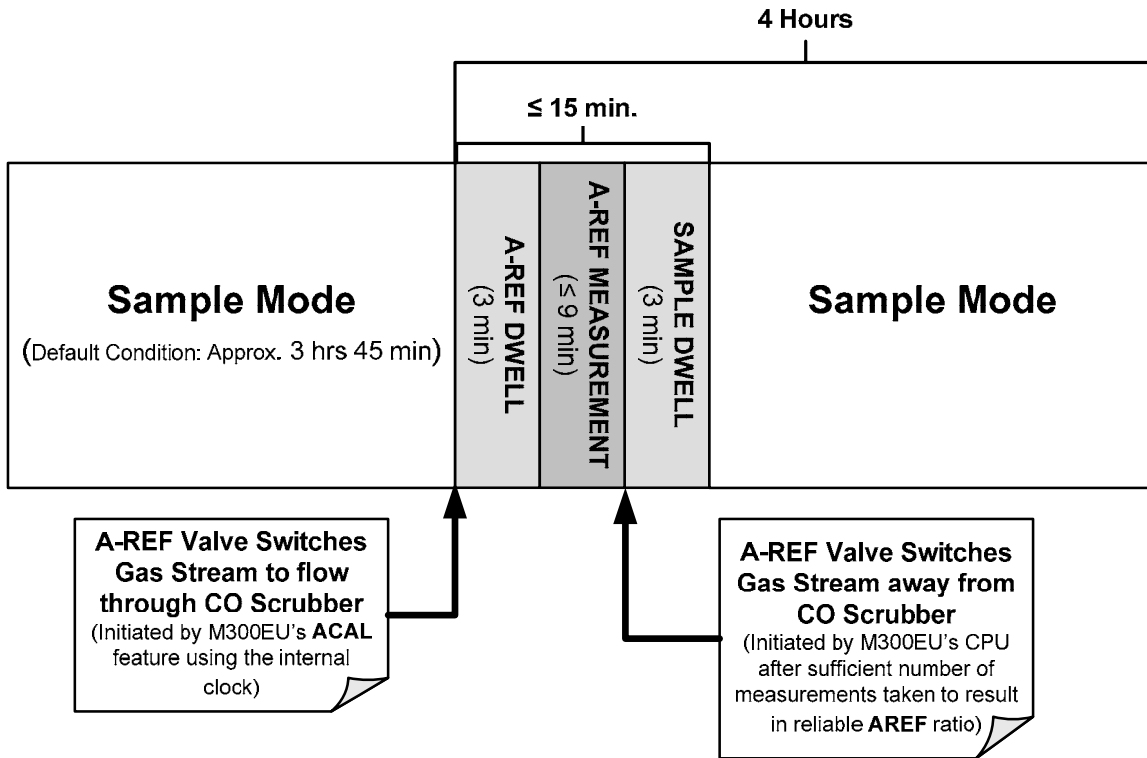 4 Hours
≤ 15 min.
Sample Mode
(Default Condition: Approx. 3 hrs 45 min)
A-REF DWELL
(3 min)
A-REF MEASUREMENT
(≤ 9 min)
SAMPLE DWELL
(3 min)
Sample Mode
A-REF Valve Switches
Gas Stream to flow
through CO Scrubber
(Initiated by M300EU's ACAL
feature using the internal
clock)
A-REF Valve Switches
Gas Stream away from
CO Scrubber
(Initiated by M300EU's CPU
after sufficient number of
measurements taken to result
in reliable AREF ratio)